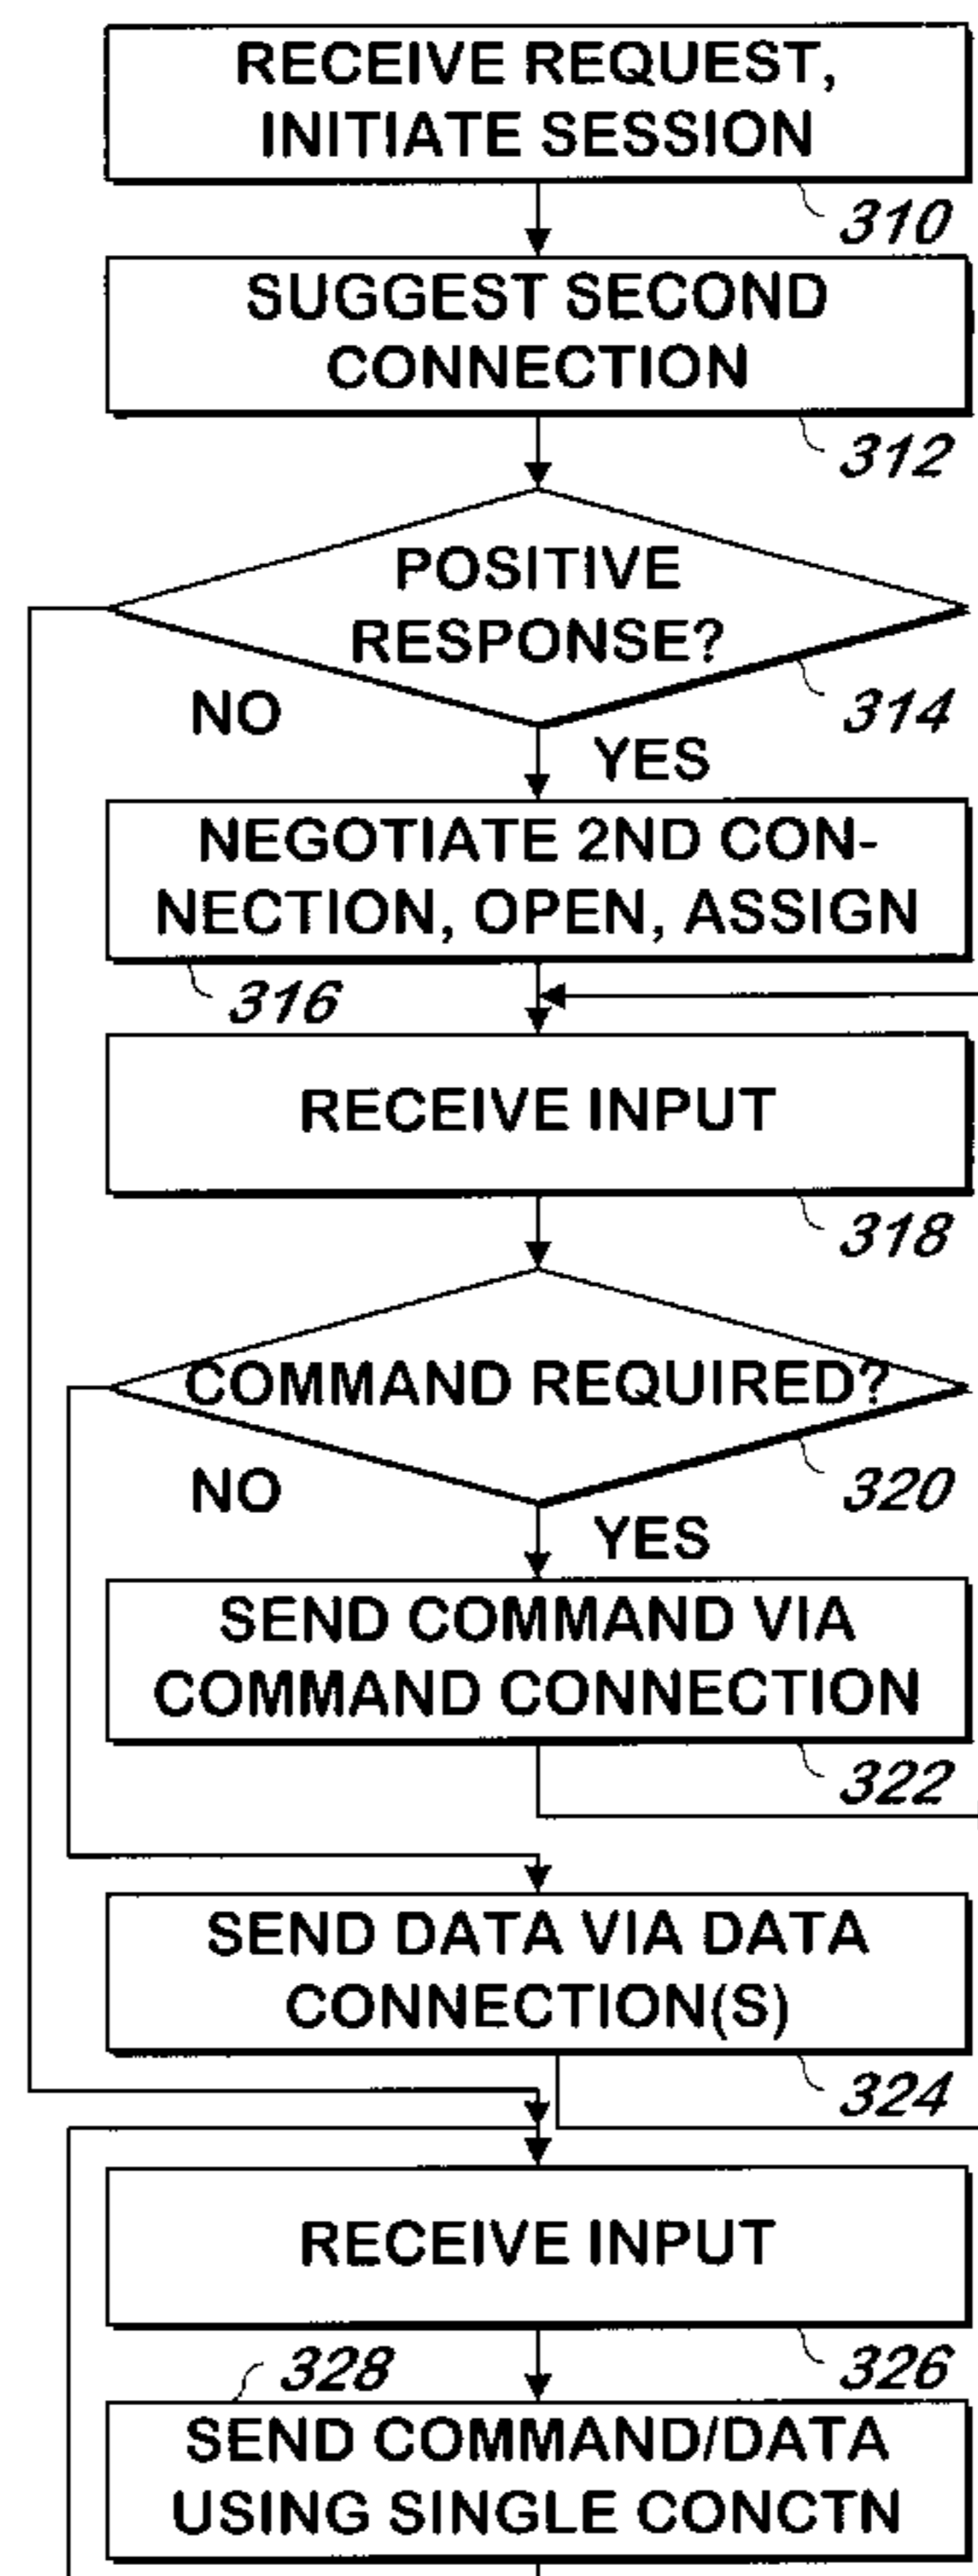 RECEIVE REQUEST,
INITIATE SESSION
310
SUGGEST SECOND
CONNECTION
312
POSITIVE
RESPONSE?
314
NO
YES
NEGOTIATE 2ND CON-
NECTION, OPEN, ASSIGN
316
RECEIVE INPUT
318
COMMAND REQUIRED?
320
NO
YES
SEND COMMAND VIA
COMMAND CONNECTION
322
SEND DATA VIA DATA
CONNECTION(S)
324
RECEIVE INPUT
326
328
SEND COMMAND/DATA
USING SINGLE CONCTN